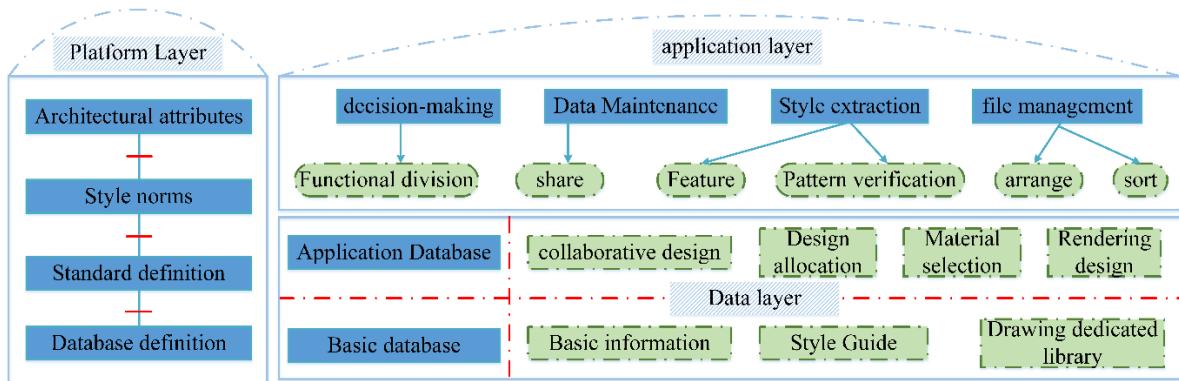 Platform Layer
Architectural attributes
Style norms
Standard definition
Database definition
application layer
decision-making
Data Maintenance
Style extraction
file management
Functional division
share
Feature
Pattern verification
arrange
sort
Application Database
collaborative design
Design
allocation
Material
selection
Rendering
design
Data layer
Basic database
Basic information
Style Guide
Drawing dedicated
library